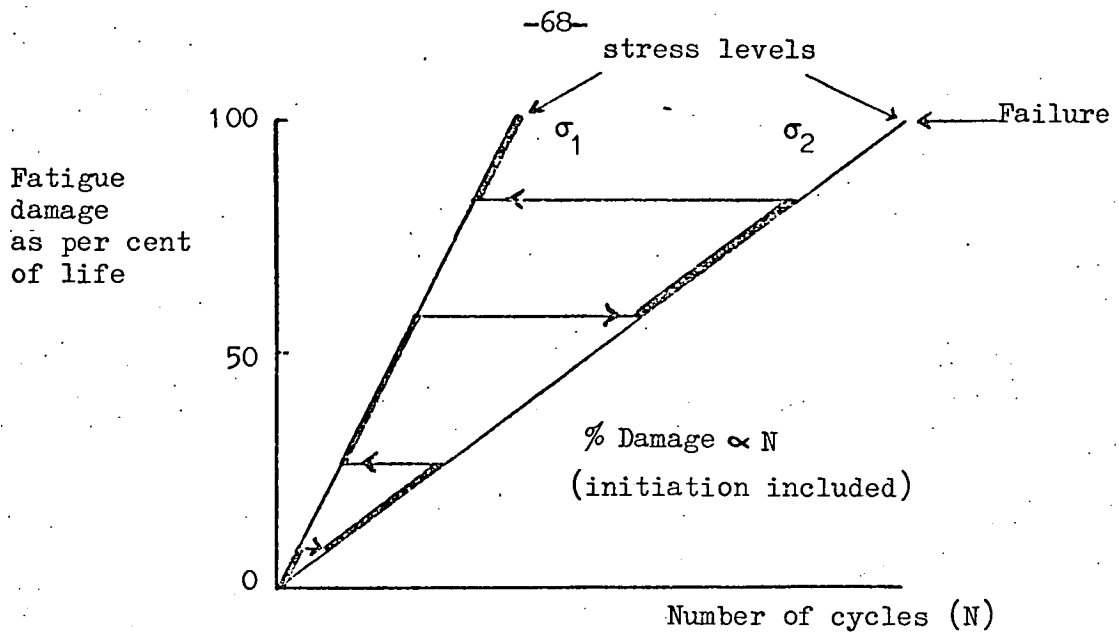 -68-
stress levels
100
σ1
σ2
Failure
Fatigue
damage
as per cent
of life
50
% Damage ∝ N
(initiation included)
0
Number of cycles (N)